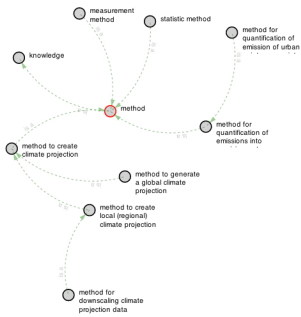 measurement
method
statistic method
method for
quantification of
emission of urban
knowledge
method
method for
quantification of
emissions into
method to create
climate projection
method to generate
a global climate
projection
method to create
local (regional)
climate projection
method for
downscaling climate
projection data